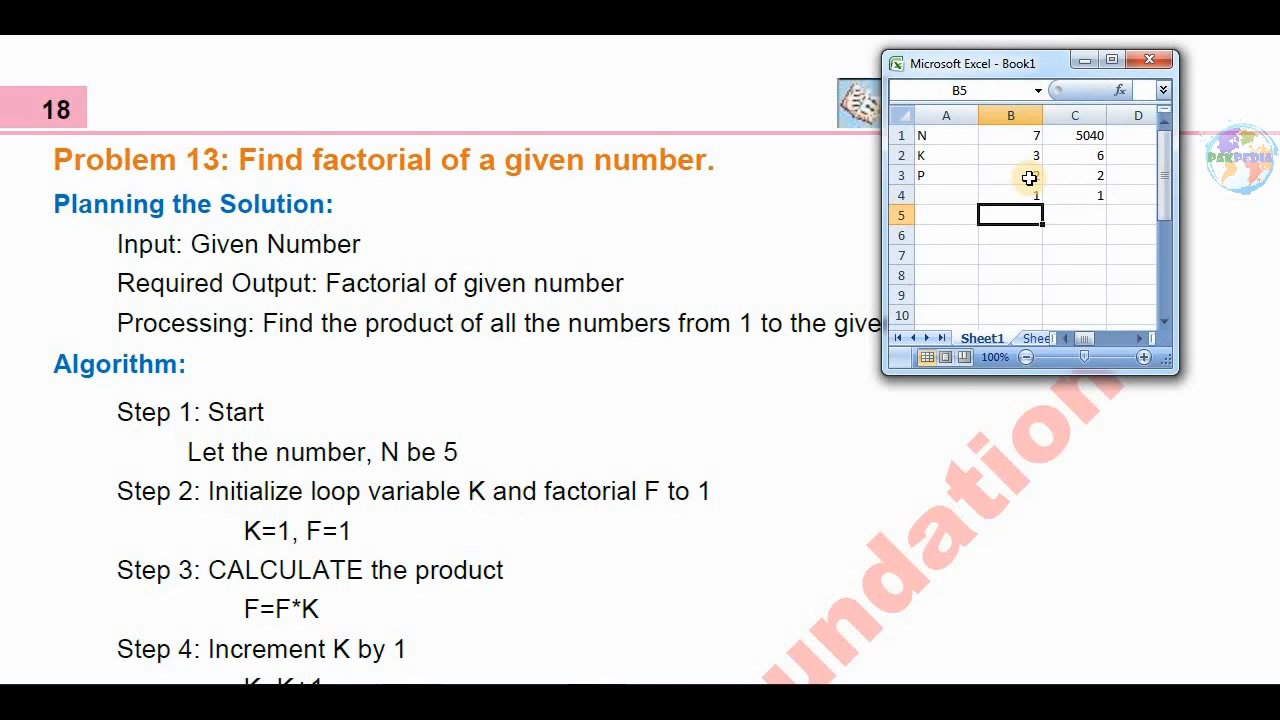 18
Problem 13: Find factorial of a given number.
Planning the Solution:
Input: Given Number
Required Output: Factorial of given number
Processing: Find the product of all the numbers from 1 to the give
Algorithm:
Step 1: Start
Let the number, N be 5
Step 2: Initialize loop variable K and factorial F to 1
K=1, F=1
Step 3: CALCULATE the product
F=F*K
Step 4: Increment K by 1
K=K+1
undation
Microsoft Excel - Book1
B5 fx
A B C D
1 N 7 5040
2 K 3 6
3 P 2
4 1 1
5
6
7
8
9
10
Sheet1 Shee
100%
PAKPEDIA